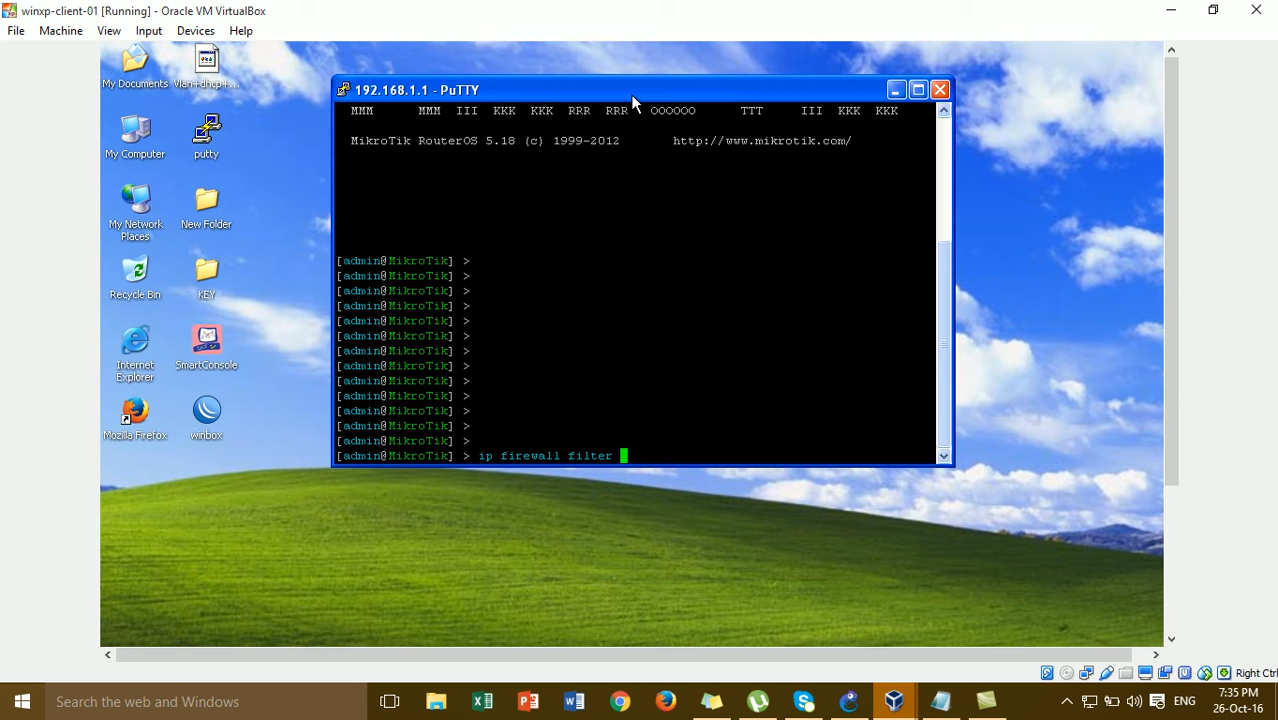 winxp-client-01 [Running] - Oracle VM VirtualBox
File Machine View Input Devices Help
My Documents
My Computer
putty
My Network Places
New Folder
Recycle Bin
KEY
Internet Explorer
SmartConsole
Mozilla Firefox
winbox
192.168.1.1 - PuTTY
MMM MMM III KKK KKK RRR RRR OOOOOO TTT III KKK KKK
MikroTik RouterOS 5.18 (c) 1999-2012 http://www.mikrotik.com/
[admin@MikroTik] >
[admin@MikroTik] >
[admin@MikroTik] >
[admin@MikroTik] >
[admin@MikroTik] >
[admin@MikroTik] >
[admin@MikroTik] >
[admin@MikroTik] >
[admin@MikroTik] >
[admin@MikroTik] >
[admin@MikroTik] >
[admin@MikroTik] >
[admin@MikroTik] >
[admin@MikroTik] > ip firewall filter
Right Ctrl
Search the web and Windows
ENG
7:35 PM
26-Oct-16